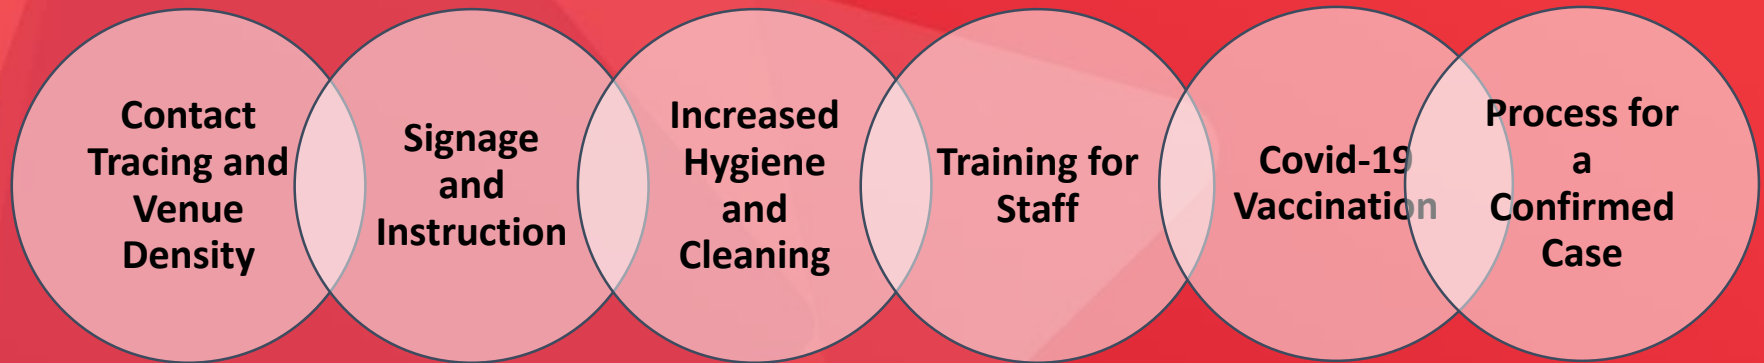 Contact
Tracing and
Venue
Density
Signage
and
Instruction
Increased
Hygiene
and
Cleaning
Training for
Staff
Covid-19
Vaccination
Process for
a
Confirmed
Case